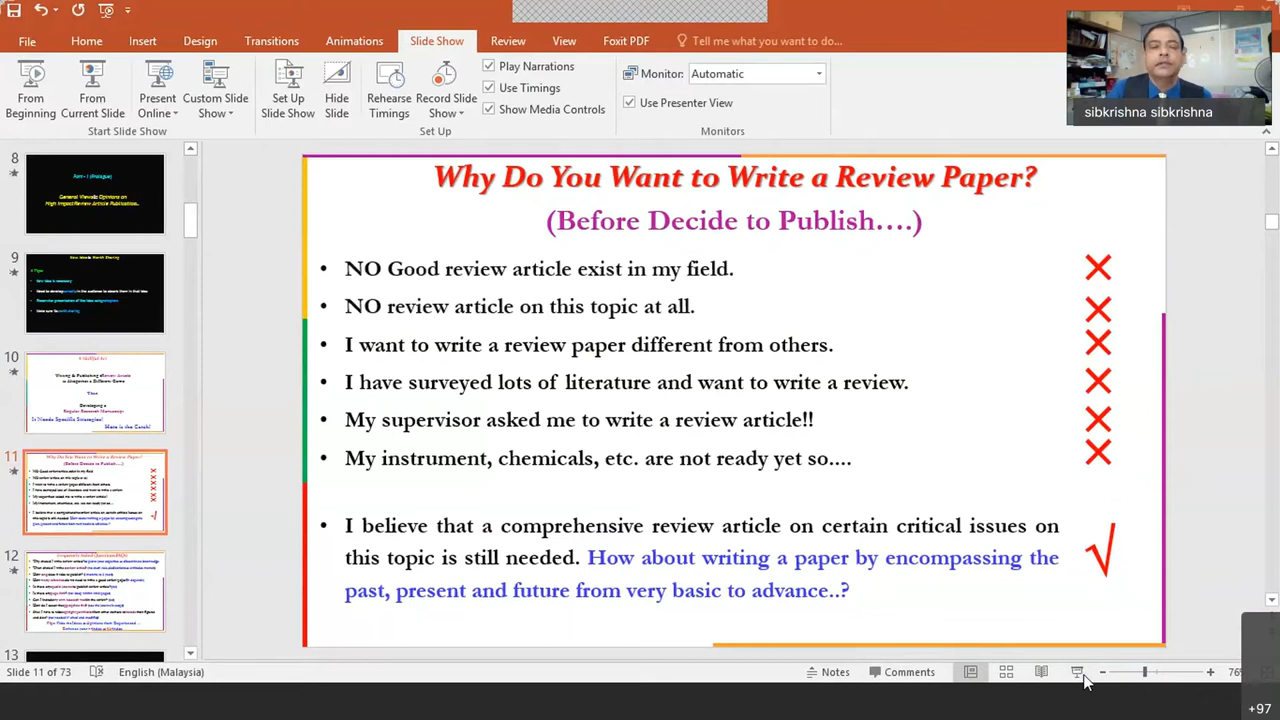 File Home Insert Design Transitions Animations Slide Show Review View Foxit PDF Tell me what you want to do...
From Beginning
From Current Slide
Present Online
Custom Slide Show
Start Slide Show
Set Up Slide Show
Hide Slide
Rehearse Timings
Record Slide Show
Play Narrations
Use Timings
Show Media Controls
Set Up
Monitor: Automatic
Use Presenter View
Monitors
sibkrishna sibkrishna
8
9
10
11
12
13
Why Do You Want to Write a Review Paper?
(Before Decide to Publish....)
• NO Good review article exist in my field.
• NO review article on this topic at all.
• I want to write a review paper different from others.
• I have surveyed lots of literature and want to write a review.
• My supervisor asked me to write a review article!!
• My instrument, chemicals, etc. are not ready yet so....
• I believe that a comprehensive review article on certain critical issues on
this topic is still needed. How about writing a paper by encompassing the
past, present and future from very basic to advance..?
Slide 11 of 73 English (Malaysia) Notes Comments
+97